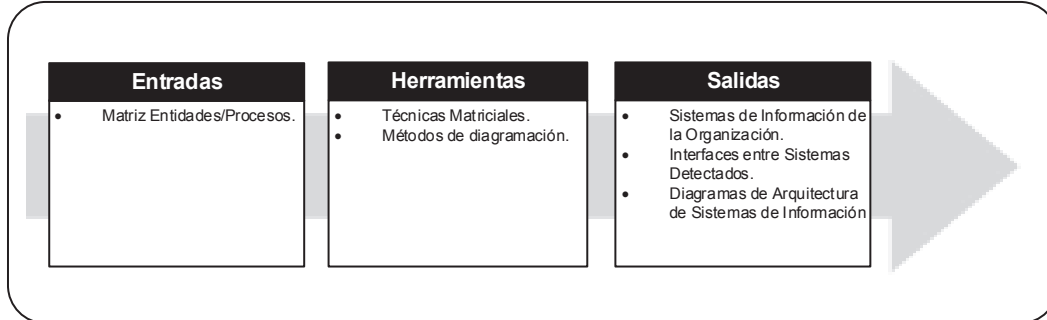 Entradas
• Matriz Entidades/Procesos.
Herramientas
• Técnicas Matriciales.
• Métodos de diagramación.
Salidas
• Sistemas de Información de
la Organización.
• Interfaces entre Sistemas
Detectados.
• Diagramas de Arquitectura
de Sistemas de Información